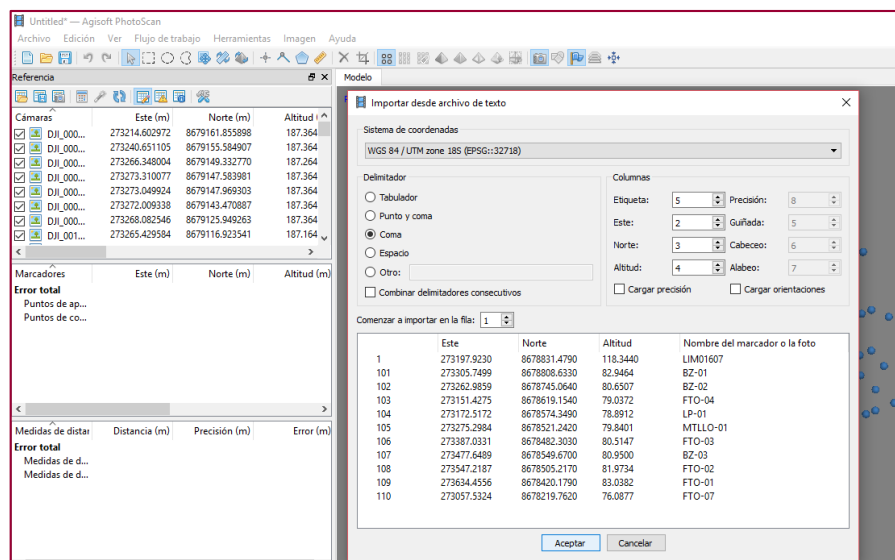 Untitled* — Agisoft PhotoScan
Archivo Edición Ver Flujo de trabajo Herramientas Imagen Ayuda
Referencia
Cámaras Este (m) Norte (m) Altitud (
DJI_000... 273214.602972 8679161.855898 187.364
DJI_000... 273240.651105 8679155.584907 187.364
DJI_000... 273266.348004 8679149.332770 187.264
DJI_000... 273273.310077 8679147.583981 187.364
DJI_000... 273273.049924 8679147.969303 187.364
DJI_000... 273272.009338 8679143.470887 187.364
DJI_000... 273268.082546 8679125.949263 187.364
DJI_001... 273265.429584 8679116.923541 187.164
Marcadores Este (m) Norte (m) Altitud (m)
Error total
Puntos de ap...
Puntos de co...
Medidas de distar Distancia (m) Precisión (m) Error (m)
Error total
Medidas de d...
Medidas de d...
Modelo
Importar desde archivo de texto
Sistema de coordenadas
WGS 84 / UTM zone 18S (EPSG::32718)
Delimitador
Tabulador
Punto y coma
Coma
Espacio
Otro:
Combinar delimitadores consecutivos
Columnas
Etiqueta: 5 Precisión: 8
Este: 2 Guiñada: 5
Norte: 3 Cabeceo: 6
Altitud: 4 Alabeo: 7
Cargar precisión Cargar orientaciones
Comenzar a importar en la fila: 1
Este Norte Altitud Nombre del marcador o la foto
1 273197.9230 8678831.4790 118.3440 LIM01607
101 273305.7499 8678808.6330 82.9464 BZ-01
102 273262.9859 8678745.0640 80.6507 BZ-02
103 273151.4275 8678619.1540 79.0372 FTO-04
104 273172.5172 8678574.3490 78.8912 LP-01
105 273275.2984 8678521.2420 79.8401 MTLLO-01
106 273387.0331 8678482.3030 80.5147 FTO-03
107 273477.6489 8678549.6700 80.9500 BZ-03
108 273547.2187 8678505.2170 81.9734 FTO-02
109 273634.4556 8678420.1790 83.0382 FTO-01
110 273057.5324 8678219.7620 76.0877 FTO-07
Aceptar Cancelar